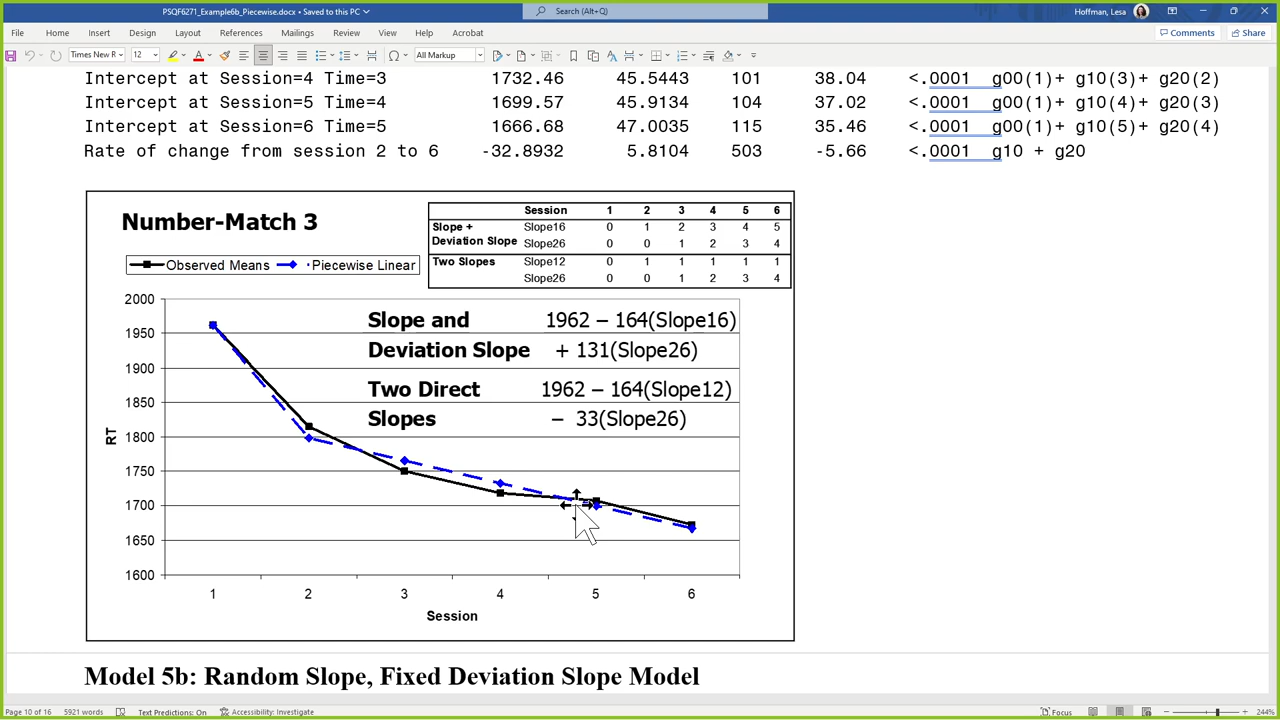 PSQF6271_Example6b_Piecewise.docx • Saved to this PC
Search (Alt+Q)
Hoffman, Lesa
File Home Insert Design Layout References Mailings Review View Help Acrobat
Comments Share
Times New R 12 All Markup
Intercept at Session=4 Time=3 1732.46 45.5443 101 38.04 <.0001 g00(1)+ g10(3)+ g20(2)
Intercept at Session=5 Time=4 1699.57 45.9134 104 37.02 <.0001 g00(1)+ g10(4)+ g20(3)
Intercept at Session=6 Time=5 1666.68 47.0035 115 35.46 <.0001 g00(1)+ g10(5)+ g20(4)
Rate of change from session 2 to 6 -32.8932 5.8104 503 -5.66 <.0001 g10 + g20
Number-Match 3
Session 1 2 3 4 5 6
Slope + Slope16 0 1 2 3 4 5
Deviation Slope Slope26 0 0 1 2 3 4
Two Slopes Slope12 0 1 1 1 1 1
Slope26 0 0 1 2 3 4
Observed Means Piecewise Linear
2000
1950
1900
1850
1800
1750
1700
1650
1600
RT
Slope and 1962 – 164(Slope16)
Deviation Slope + 131(Slope26)
Two Direct 1962 – 164(Slope12)
Slopes – 33(Slope26)
1 2 3 4 5 6
Session
Model 5b: Random Slope, Fixed Deviation Slope Model
Page 10 of 16 5921 words Text Predictions: On Accessibility: Investigate
Focus 244%